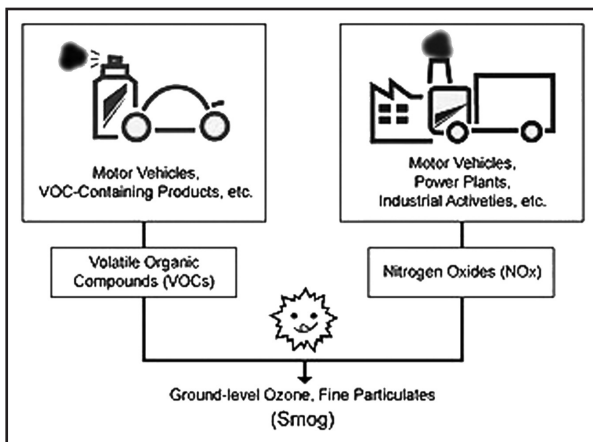 Motor Vehicles,
VOC-Containing Products, etc.
Motor Vehicles,
Power Plants,
Industrial Activeties, etc.
Volatile Organic
Compounds (VOCs)
Nitrogen Oxides (NOx)
Ground-level Ozone, Fine Particulates
(Smog)